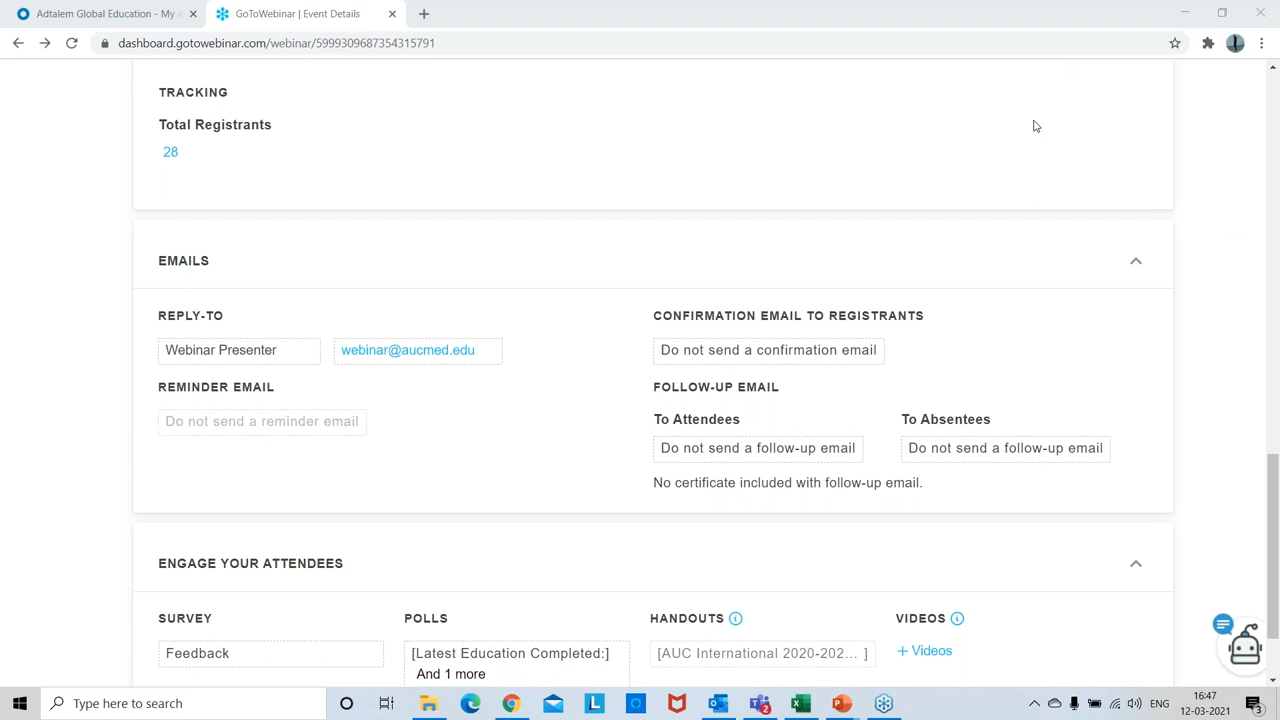 Adtalem Global Education - My A
GoToWebinar | Event Details
dashboard.gotowebinar.com/webinar/5999309687354315791
TRACKING
Total Registrants
28
EMAILS
REPLY-TO
CONFIRMATION EMAIL TO REGISTRANTS
Webinar Presenter
webinar@aucmed.edu
Do not send a confirmation email
REMINDER EMAIL
FOLLOW-UP EMAIL
Do not send a reminder email
To Attendees
To Absentees
Do not send a follow-up email
Do not send a follow-up email
No certificate included with follow-up email.
ENGAGE YOUR ATTENDEES
SURVEY
POLLS
HANDOUTS
VIDEOS
Feedback
[Latest Education Completed:]
And 1 more
[AUC International 2020-202... ]
+ Videos
Type here to search
2
ENG
16:47
12-03-2021
3